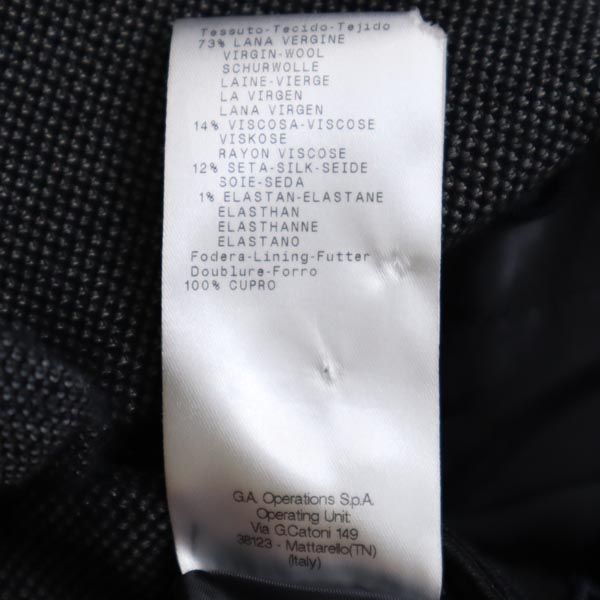 Tessuto-Tecido-Tejido
73% LANA VERGINE
VIRGIN-WOOL
SCHURWOLLE
LAINE-VIERGE
LA VIRGEN
LANA VIRGEN
14% VISCOSA-VISCOSE
VISKOSE
RAYON VISCOSE
12% SETA-SILK-SEIDE
SOIE-SEDA
1% ELASTAN-ELASTANE
ELASTHAN
ELASTHANNE
ELASTANO
Fodera-Lining-Futter
Doublure-Forro
100% CUPRO
G.A. Operations S.p.A.
Operating Unit:
Via G.Catoni 149
38123 - Mattarello(TN)
(Italy)